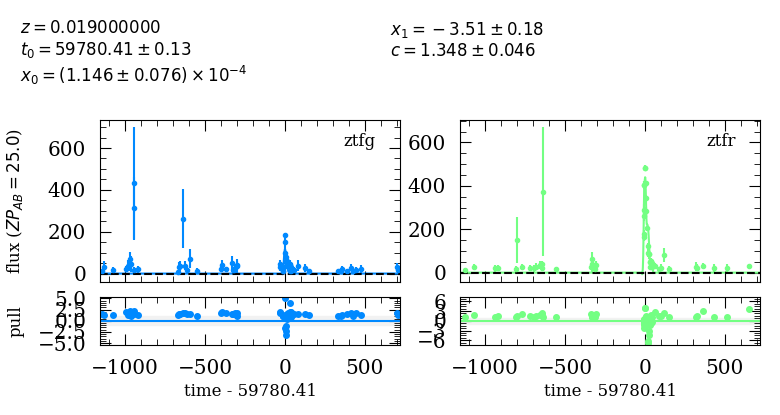 z = 0.019000000
t₀ = 59780.41 ± 0.13
x₀ = (1.146 ± 0.076) × 10⁻⁴
x₁ = −3.51 ± 0.18
c = 1.348 ± 0.046
flux (ZP_AB = 25.0)
600
400
200
0
ztfg
600
400
200
0
ztfr
pull
5.0
2.5
0.0
−2.5
−5.0
6
3
0
−3
−6
−1000 −500 0 500
−1000 −500 0 500
time - 59780.41
time - 59780.41